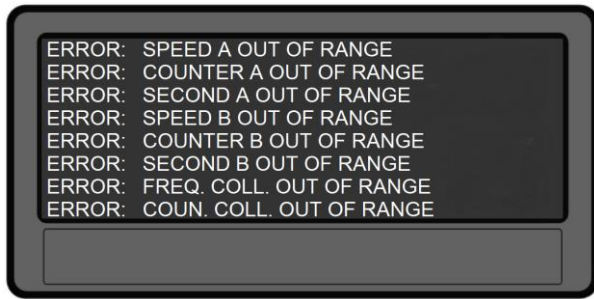 ERROR: SPEED A OUT OF RANGE
ERROR: COUNTER A OUT OF RANGE
ERROR: SECOND A OUT OF RANGE
ERROR: SPEED B OUT OF RANGE
ERROR: COUNTER B OUT OF RANGE
ERROR: SECOND B OUT OF RANGE
ERROR: FREQ. COLL. OUT OF RANGE
ERROR: COUN. COLL. OUT OF RANGE